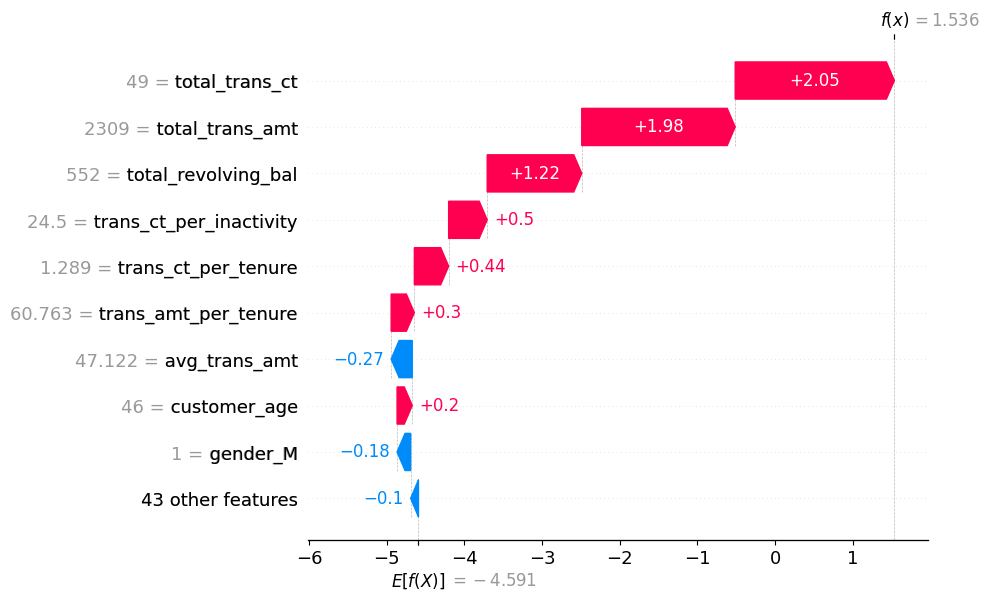 f(x) = 1.536
49 = total_trans_ct +2.05
2309 = total_trans_amt +1.98
552 = total_revolving_bal +1.22
24.5 = trans_ct_per_inactivity +0.5
1.289 = trans_ct_per_tenure +0.44
60.763 = trans_amt_per_tenure +0.3
47.122 = avg_trans_amt −0.27
46 = customer_age +0.2
1 = gender_M −0.18
43 other features −0.1
−6 −5 −4 −3 −2 −1 0 1
E[f(X)] = −4.591